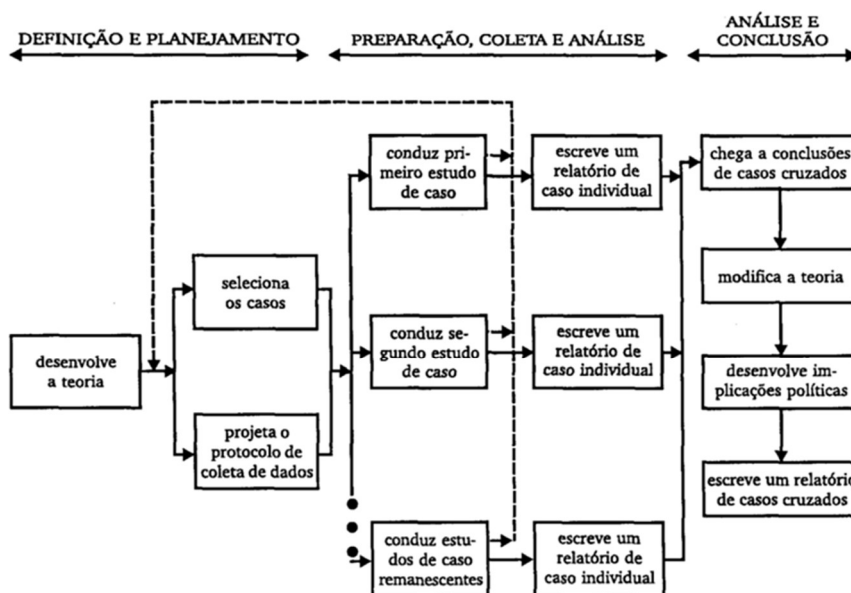 DEFINIÇÃO E PLANEJAMENTO
PREPARAÇÃO, COLETA E ANÁLISE
ANÁLISE E
CONCLUSÃO
desenvolve
a teoria
seleciona
os casos
projeta o
protocolo de
coleta de dados
conduz pri-
meiro estudo
de caso
escreve um
relatório de
caso individual
conduz se-
gundo estudo
de caso
escreve um
relatório de
caso individual
conduz estu-
dos de caso
remanescentes
escreve um
relatório de
caso individual
chega a conclusões
de casos cruzados
modifica a teoria
desenvolve im-
plicações políticas
escreve um relatório
de casos cruzados